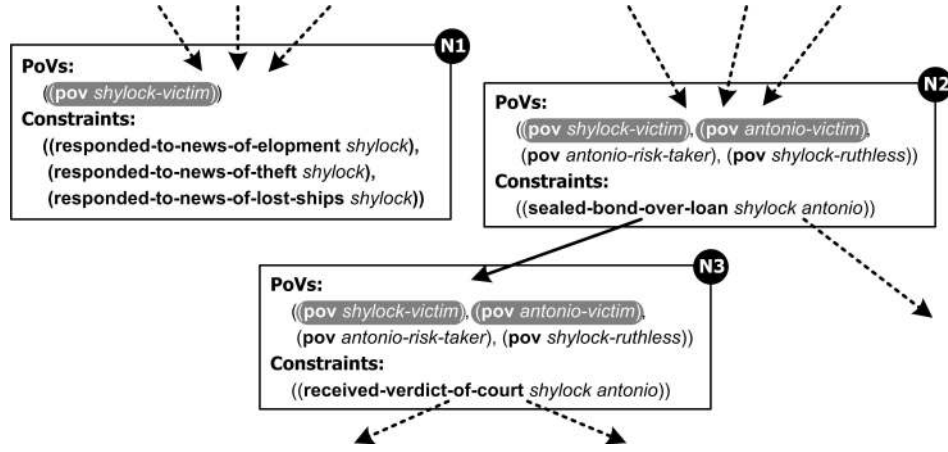 N1
PoVs:
((pov shylock-victim))
Constraints:
((responded-to-news-of-elopment shylock),
(responded-to-news-of-theft shylock),
(responded-to-news-of-lost-ships shylock))
N2
PoVs:
((pov shylock-victim), (pov antonio-victim),
(pov antonio-risk-taker), (pov shylock-ruthless))
Constraints:
((sealed-bond-over-loan shylock antonio))
N3
PoVs:
((pov shylock-victim), (pov antonio-victim),
(pov antonio-risk-taker), (pov shylock-ruthless))
Constraints:
((received-verdict-of-court shylock antonio))